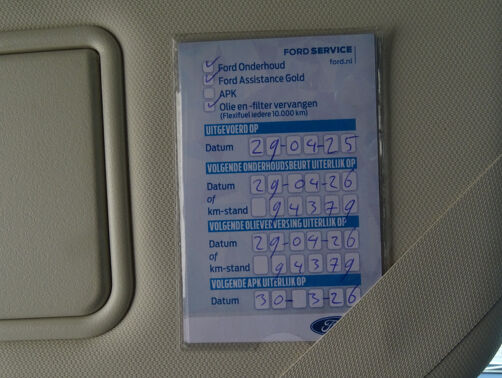 FORD SERVICE
ford.nl
Ford Onderhoud
Ford Assistance Gold
APK
Olie en -filter vervangen
(Flexifuel iedere 10.000 km)
UITGEVOERD OP
Datum 29-04-25
VOLGENDE ONDERHOUDSBEURT UITERLIJK OP
Datum 29-04-26
of
km-stand 94379
VOLGENDE OLIEVERVERSING UITERLIJK OP
Datum 29-04-26
of
km-stand 94379
VOLGENDE APK UITERLIJK OP
Datum 30-3-26